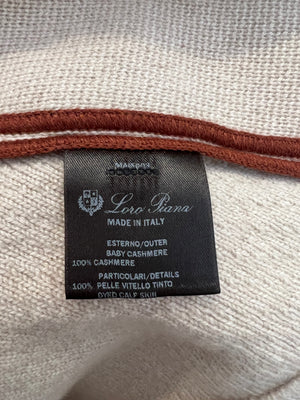 Loro Piana
MADE IN ITALY
ESTERNO/OUTER
BABY CASHMERE
100% CASHMERE
PARTICOLARI/DETAILS
100% PELLE VITELLO TINTO
DYED CALF SKIN